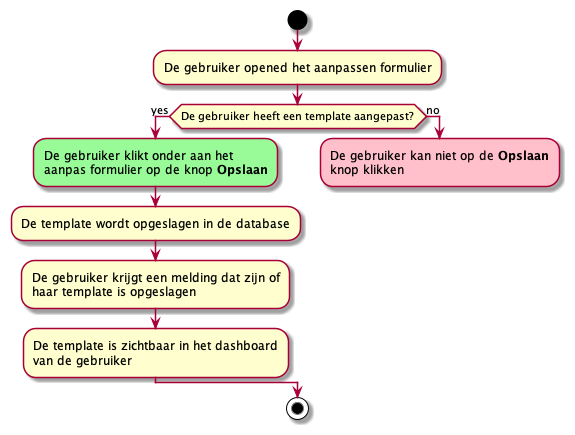 De gebruiker opened het aanpassen formulier
yes
De gebruiker heeft een template aangepast?
no
De gebruiker klikt onder aan het
aanpas formulier op de knop Opslaan
De gebruiker kan niet op de Opslaan
knop klikken
De template wordt opgeslagen in de database
De gebruiker krijgt een melding dat zijn of
haar template is opgeslagen
De template is zichtbaar in het dashboard
van de gebruiker